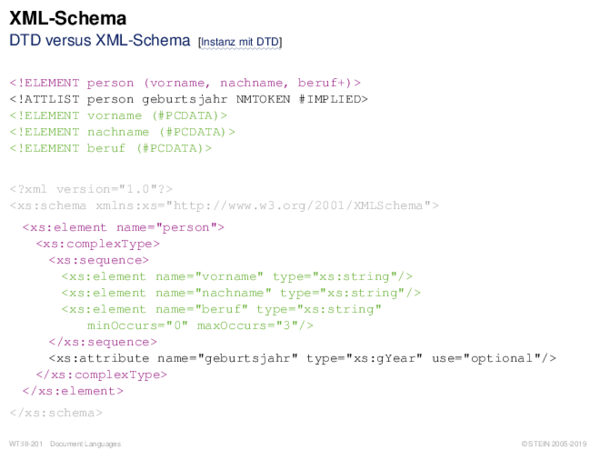 XML-Schema
DTD versus XML-Schema [Instanz mit DTD]
<!ELEMENT person (vorname, nachname, beruf+)>
<!ATTLIST person geburtsjahr NMTOKEN #IMPLIED>
<!ELEMENT vorname (#PCDATA)>
<!ELEMENT nachname (#PCDATA)>
<!ELEMENT beruf (#PCDATA)>
<?xml version="1.0"?>
<xs:schema xmlns:xs="http://www.w3.org/2001/XMLSchema">
<xs:element name="person">
<xs:complexType>
<xs:sequence>
<xs:element name="vorname" type="xs:string"/>
<xs:element name="nachname" type="xs:string"/>
<xs:element name="beruf" type="xs:string"
minOccurs="0" maxOccurs="3"/>
</xs:sequence>
<xs:attribute name="geburtsjahr" type="xs:gYear" use="optional"/>
</xs:complexType>
</xs:element>
</xs:schema>
WT:III-201 Document Languages © STEIN 2005-2019